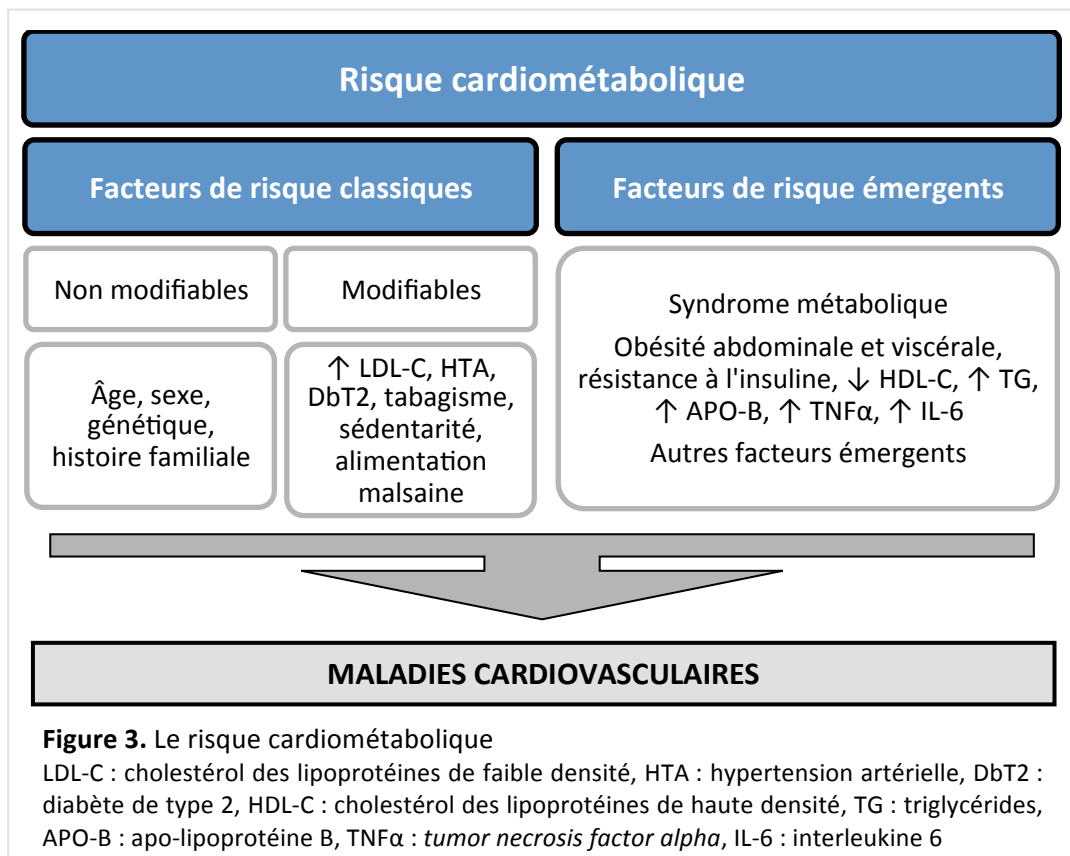 Risque cardiométabolique
Facteurs de risque classiques
Facteurs de risque émergents
Non modifiables
Modifiables
Âge, sexe,
génétique,
histoire familiale
↑ LDL-C, HTA,
DbT2, tabagisme,
sédentarité,
alimentation
malsaine
Syndrome métabolique
Obésité abdominale et viscérale,
résistance à l'insuline, ↓ HDL-C, ↑ TG,
↑ APO-B, ↑ TNFα, ↑ IL-6
Autres facteurs émergents
MALADIES CARDIOVASCULAIRES
Figure 3. Le risque cardiométabolique
LDL-C : cholestérol des lipoprotéines de faible densité, HTA : hypertension artérielle, DbT2 :
diabète de type 2, HDL-C : cholestérol des lipoprotéines de haute densité, TG : triglycérides,
APO-B : apo-lipoprotéine B, TNFα : tumor necrosis factor alpha, IL-6 : interleukine 6